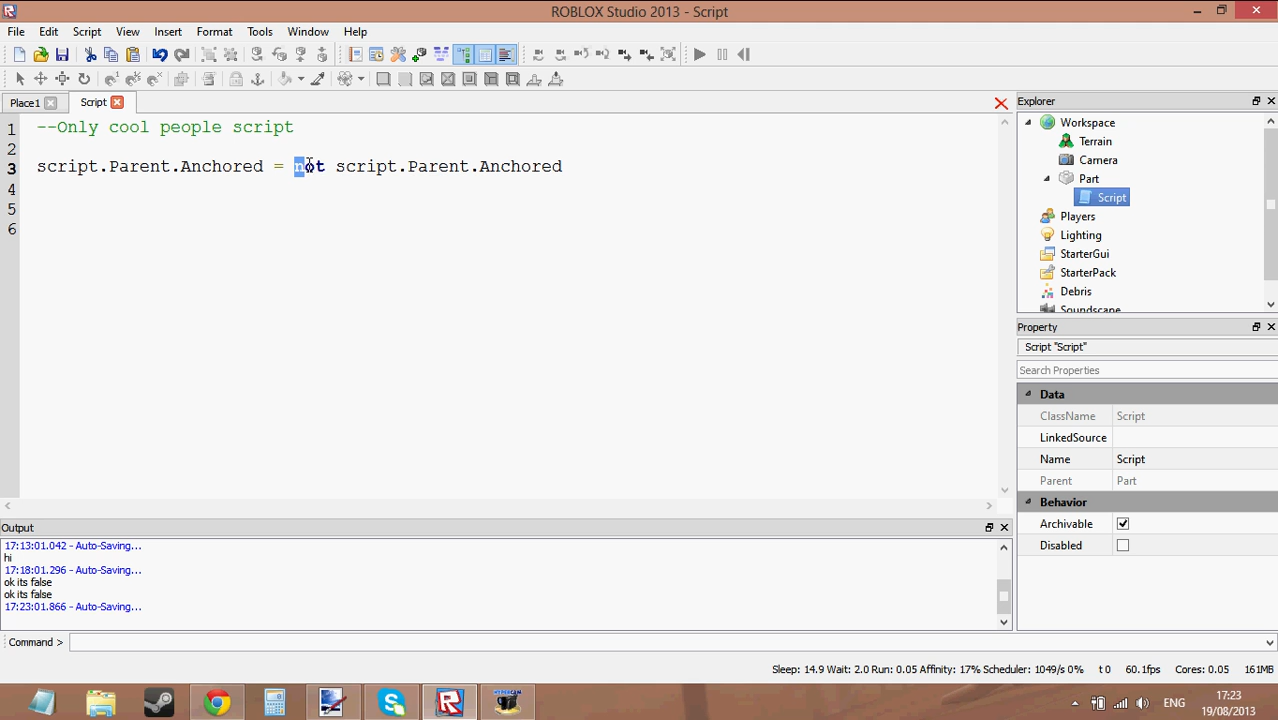 ROBLOX Studio 2013 - Script
File Edit Script View Insert Format Tools Window Help
Place1 Script
1 --Only cool people script
2
3 script.Parent.Anchored = not script.Parent.Anchored
4
5
6
Explorer
Workspace
Terrain
Camera
Part
Script
Players
Lighting
StarterGui
StarterPack
Debris
Soundscape
Property
Script "Script"
Search Properties
Data
ClassName Script
LinkedSource
Name Script
Parent Part
Behavior
Archivable
Disabled
Output
17:13:01.042 - Auto-Saving...
hi
17:18:01.296 - Auto-Saving...
ok its false
ok its false
17:23:01.866 - Auto-Saving...
Command >
Sleep: 14.9 Wait: 2.0 Run: 0.05 Affinity: 17% Scheduler: 1049/s 0% t 0 60.1fps Cores: 0.05 161MB
ENG
17:23
19/08/2013